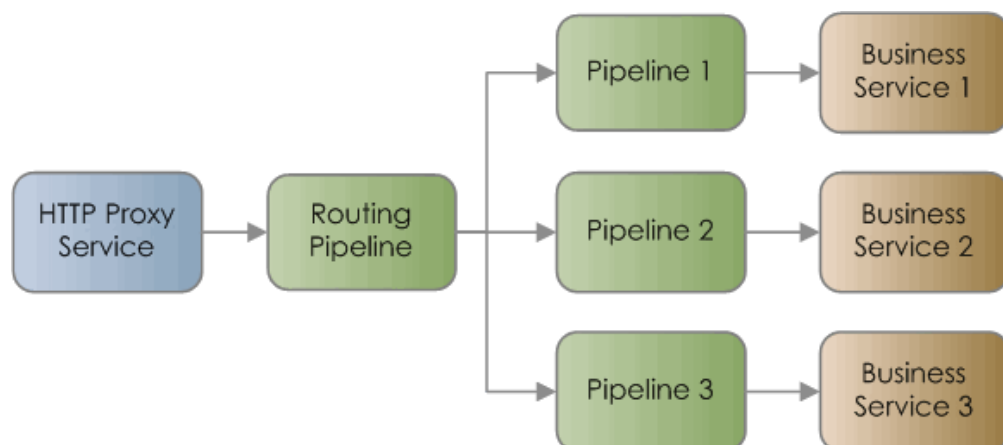 HTTP Proxy
Service
Routing
Pipeline
Pipeline 1
Business
Service 1
Pipeline 2
Business
Service 2
Pipeline 3
Business
Service 3